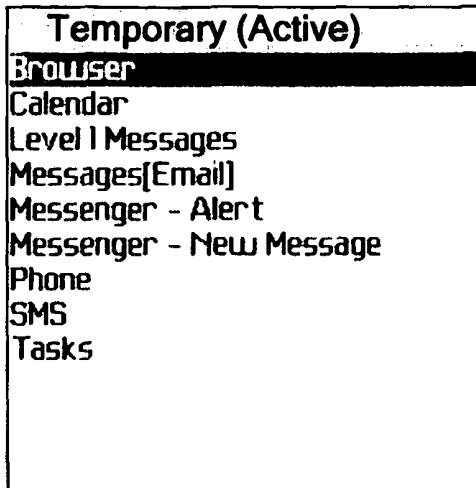 Temporary (Active)
Browser
Calendar
Level 1 Messages
Messages[Email]
Messenger - Alert
Messenger - New Message
Phone
SMS
Tasks